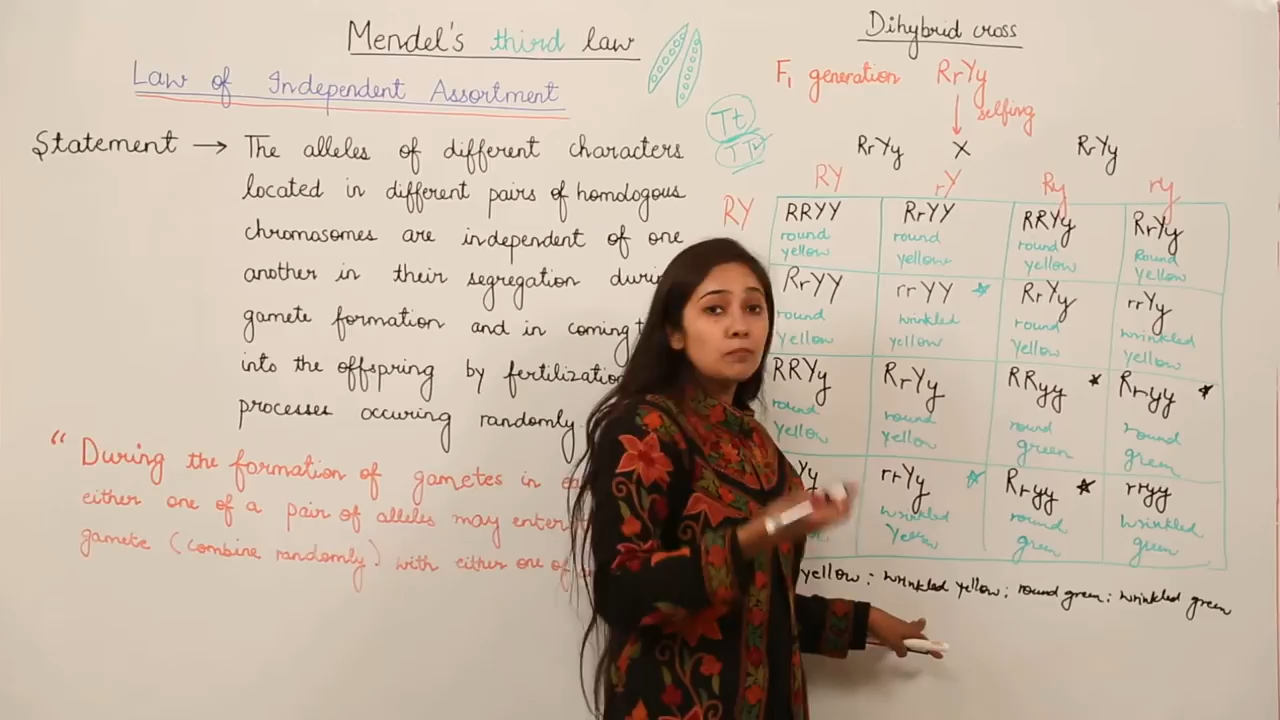 Mendel's third law
Law of Independent Assortment
Statement → The alleles of different characters
located in different pairs of homologous
chromasomes are independent of one
another in their segregation
gamete formation and in coming
into the offspring by
processes occuring randomly.
“ During the formation of gametes in
either one of a pair of alleles may enter
gamete (combine randomly) with either one of
Tt
TT
Dihybrid cross
F1 generation RrYy
selfing
RrYy X RrYy
RY rY Ry ry
RY
RRYY RrYY RRYy RrYy
round round round Round
yellow yellow yellow yellow
RrYY rrYY RrYy rrYy
round wrinkled round wrinkled
yellow yellow yellow yellow
RRYy RrYy RRyy Rryy
round round round round
yellow yellow green green
rrYy Rryy rryy
wrinkled round wrinkled
yellow green green
yellow : wrinkled yellow ; round green : wrinkled green